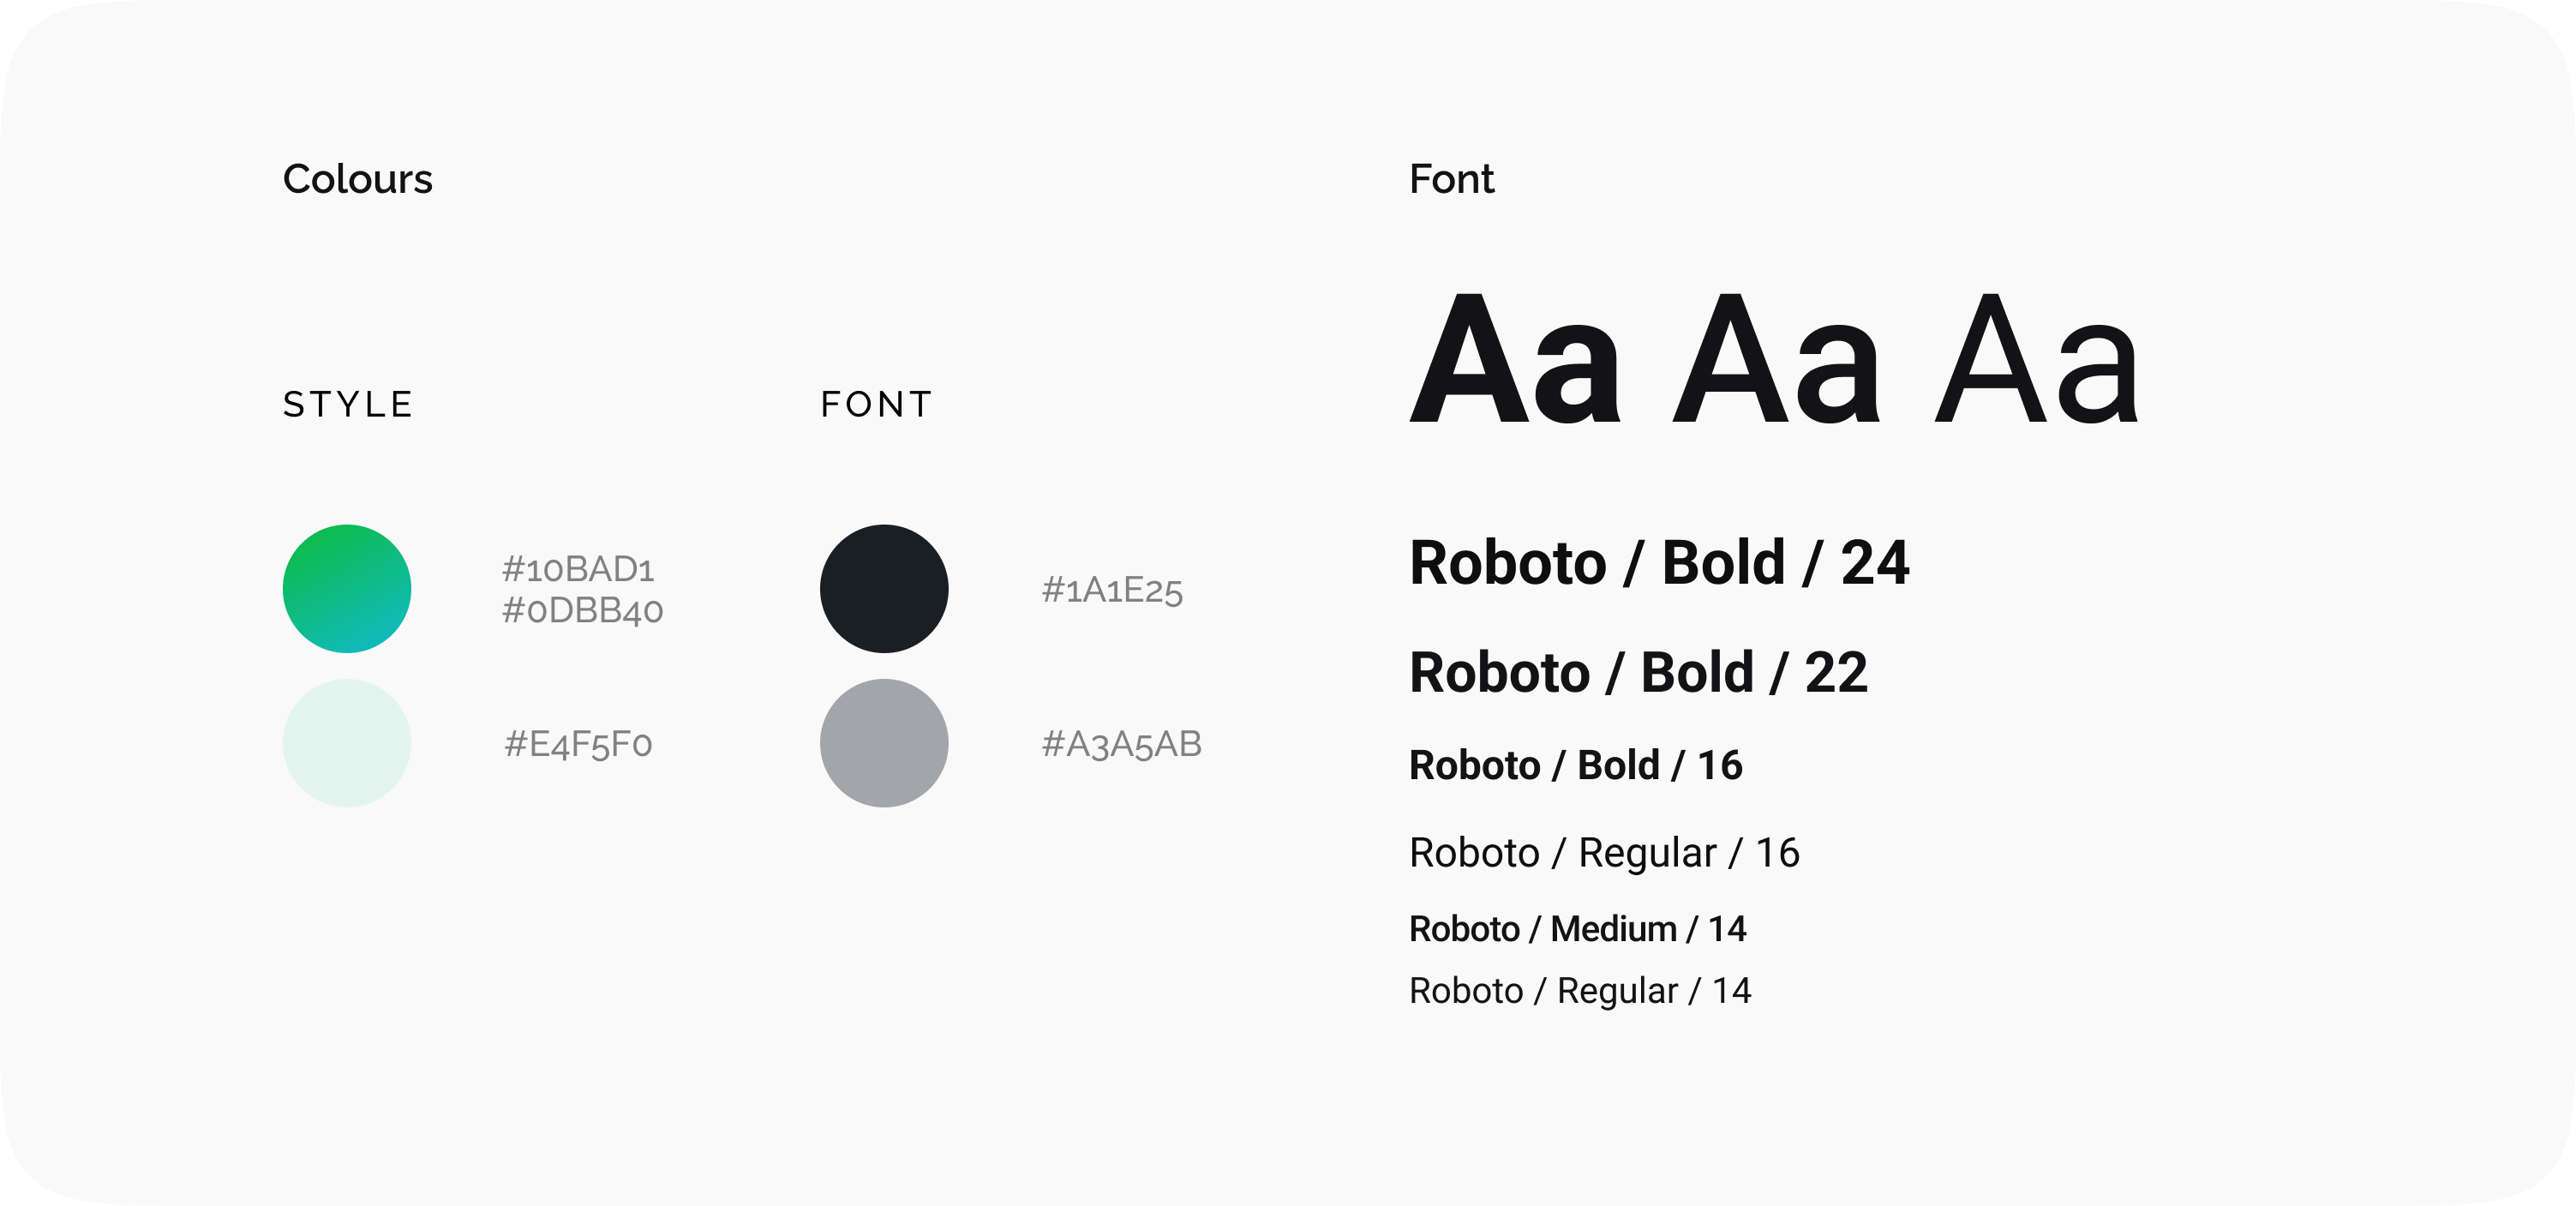 Colours
STYLE
#10BAD1
#0DBB40
#E4F5F0
FONT
#1A1E25
#A3A5AB
Font
Aa Aa Aa
Roboto / Bold / 24
Roboto / Bold / 22
Roboto / Bold / 16
Roboto / Regular / 16
Roboto / Medium / 14
Roboto / Regular / 14